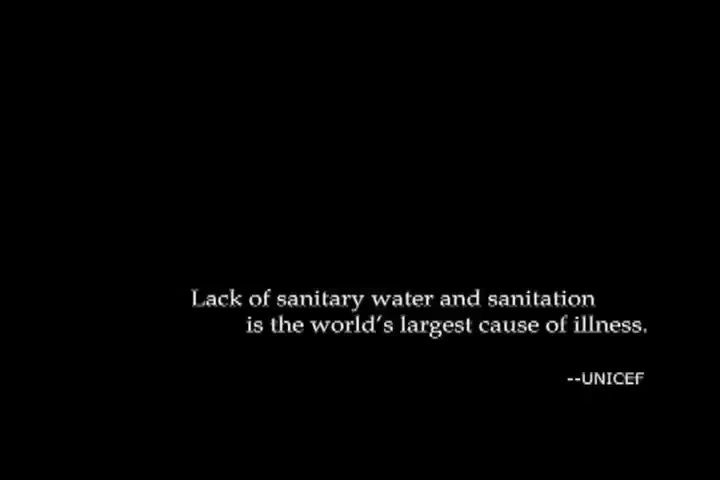 Lack of sanitary water and sanitation
is the world's largest cause of illness.
--UNICEF